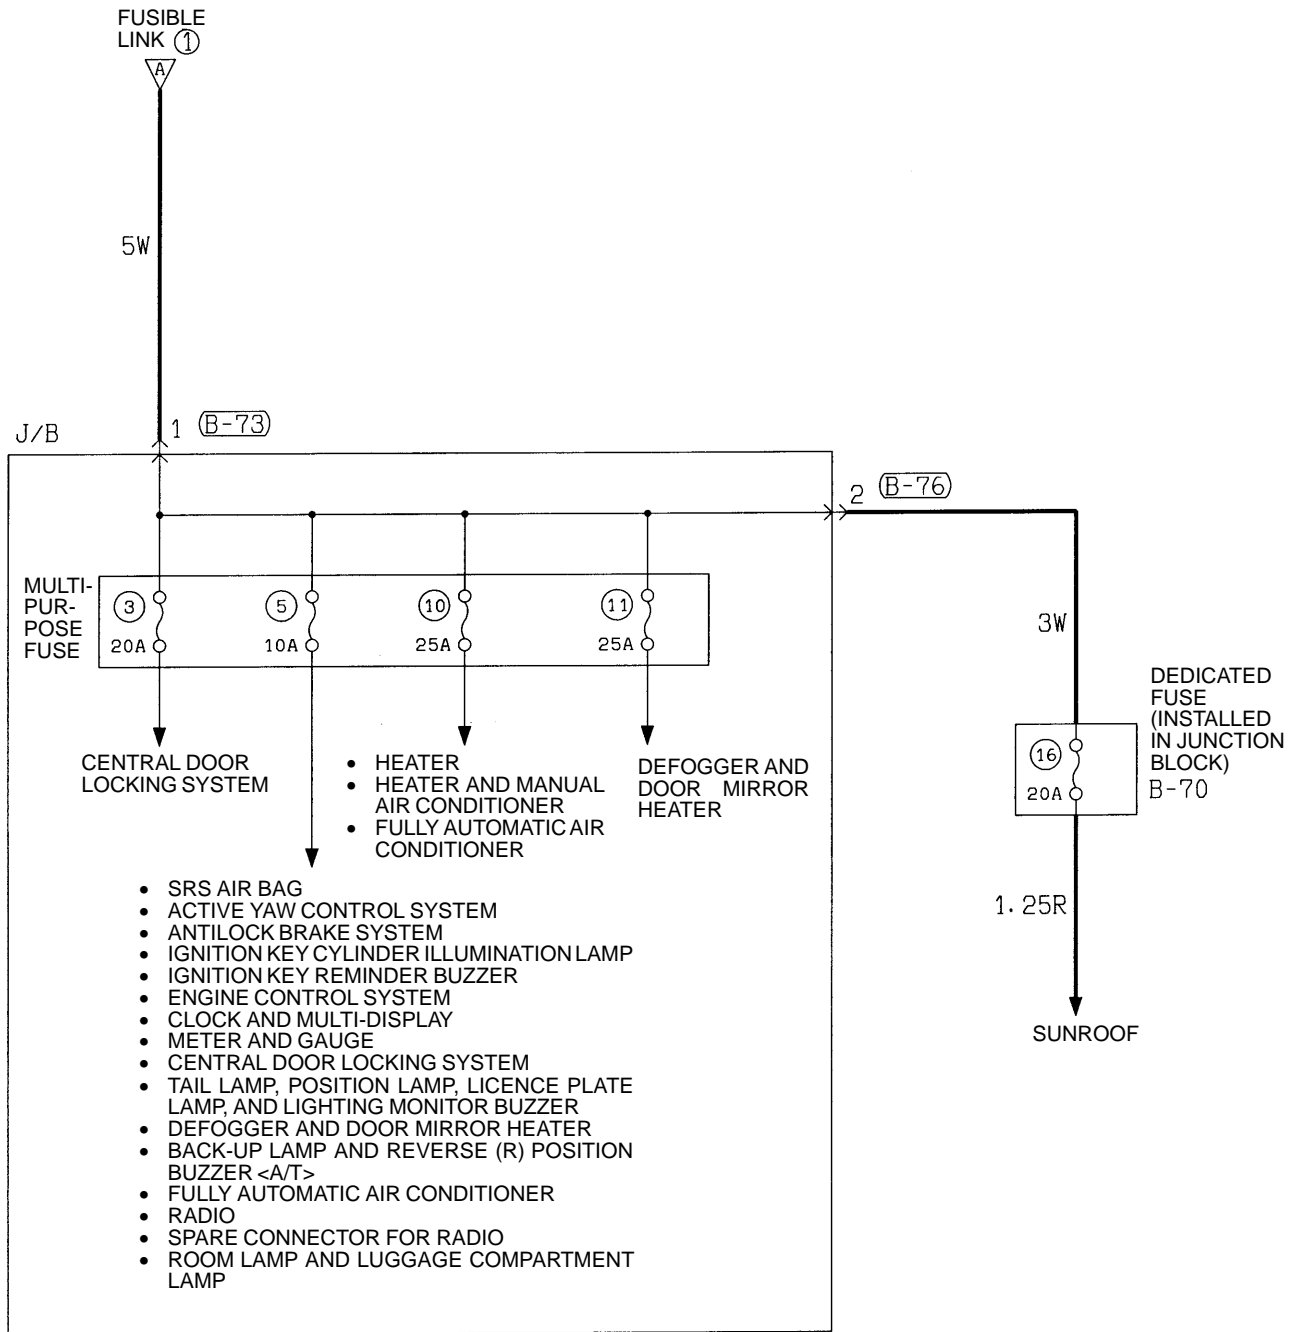 FUSIBLE
LINK ①
A
5W
J/B
1 B-73
2 B-76
MULTI-
PUR-
POSE
FUSE
3
20A
5
10A
10
25A
11
25A
3W
DEDICATED
FUSE
(INSTALLED
IN JUNCTION
BLOCK)
B-70
16
20A
1.25R
SUNROOF
CENTRAL DOOR
LOCKING SYSTEM
• HEATER
• HEATER AND MANUAL
AIR CONDITIONER
• FULLY AUTOMATIC AIR
CONDITIONER
DEFOGGER AND
DOOR MIRROR
HEATER
• SRS AIR BAG
• ACTIVE YAW CONTROL SYSTEM
• ANTILOCK BRAKE SYSTEM
• IGNITION KEY CYLINDER ILLUMINATION LAMP
• IGNITION KEY REMINDER BUZZER
• ENGINE CONTROL SYSTEM
• CLOCK AND MULTI-DISPLAY
• METER AND GAUGE
• CENTRAL DOOR LOCKING SYSTEM
• TAIL LAMP, POSITION LAMP, LICENCE PLATE
LAMP, AND LIGHTING MONITOR BUZZER
• DEFOGGER AND DOOR MIRROR HEATER
• BACK-UP LAMP AND REVERSE (R) POSITION
BUZZER <A/T>
• FULLY AUTOMATIC AIR CONDITIONER
• RADIO
• SPARE CONNECTOR FOR RADIO
• ROOM LAMP AND LUGGAGE COMPARTMENT
LAMP